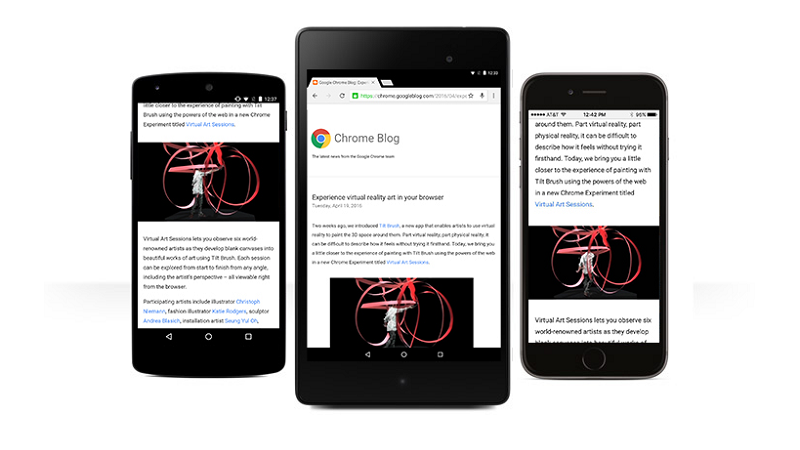 12:37
little closer to the experience of painting with
Tilt Brush using the powers of the web in a new Chrome
Experiment titled Virtual Art Sessions.
Virtual Art Sessions lets you observe six world-
renowned artists as they develop blank canvases into
beautiful works of art using Tilt Brush. Each session
can be explored from start to finish from any angle,
including the artist's perspective – all viewable right
from the browser.
Participating artists include illustrator Christoph
Niemann, fashion illustrator Katie Rodgers, sculptor
Andrea Blasich, installation artist Seung Yul Oh,
Google Chrome Blog: Experi
https://chrome.googleblog.com/2016/04/expe
Chrome Blog
The latest news from the Google Chrome team
Experience virtual reality art in your browser
Tuesday, April 19, 2016
Two weeks ago, we introduced Tilt Brush, a new app that enables artists to use virtual
reality to paint the 3D space around them. Part virtual reality, part physical reality, it
can be difficult to describe how it feels without trying it firsthand. Today, we bring you
a little closer to the experience of painting with Tilt Brush using the powers of the web
in a new Chrome Experiment titled Virtual Art Sessions.
AT&T 12:42 PM 95%
around them. Part virtual reality, part
physical reality, it can be difficult to
describe how it feels without trying it
firsthand. Today, we bring you a little
closer to the experience of painting with
Tilt Brush using the powers of the web
in a new Chrome Experiment titled
Virtual Art Sessions.
Virtual Art Sessions lets you observe six
world-renowned artists as they develop
blank canvases into beautiful works of